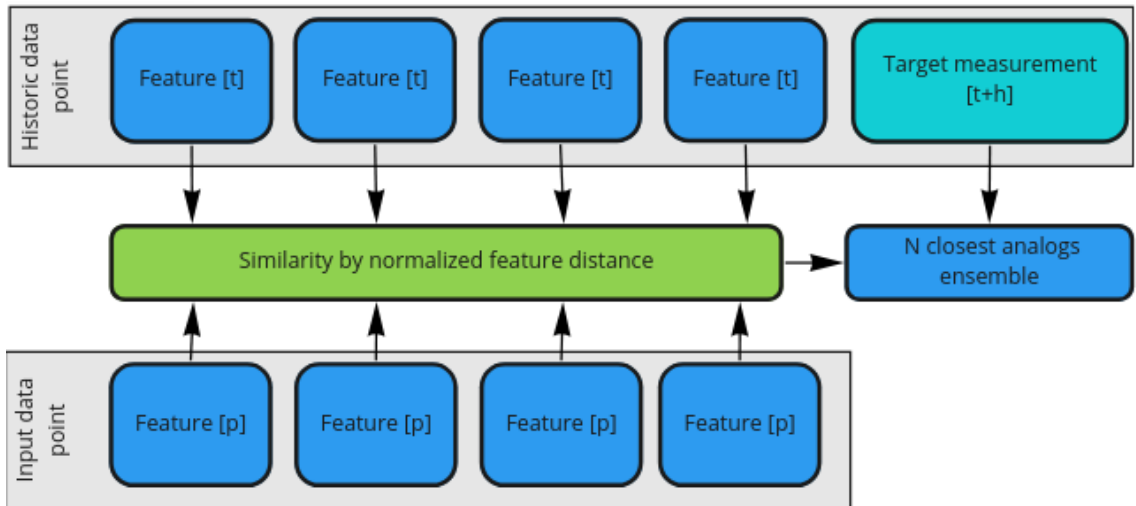 Historic data
point
Feature [t]
Feature [t]
Feature [t]
Feature [t]
Target measurement
[t+h]
Similarity by normalized feature distance
N closest analogs
ensemble
Input data
point
Feature [p]
Feature [p]
Feature [p]
Feature [p]